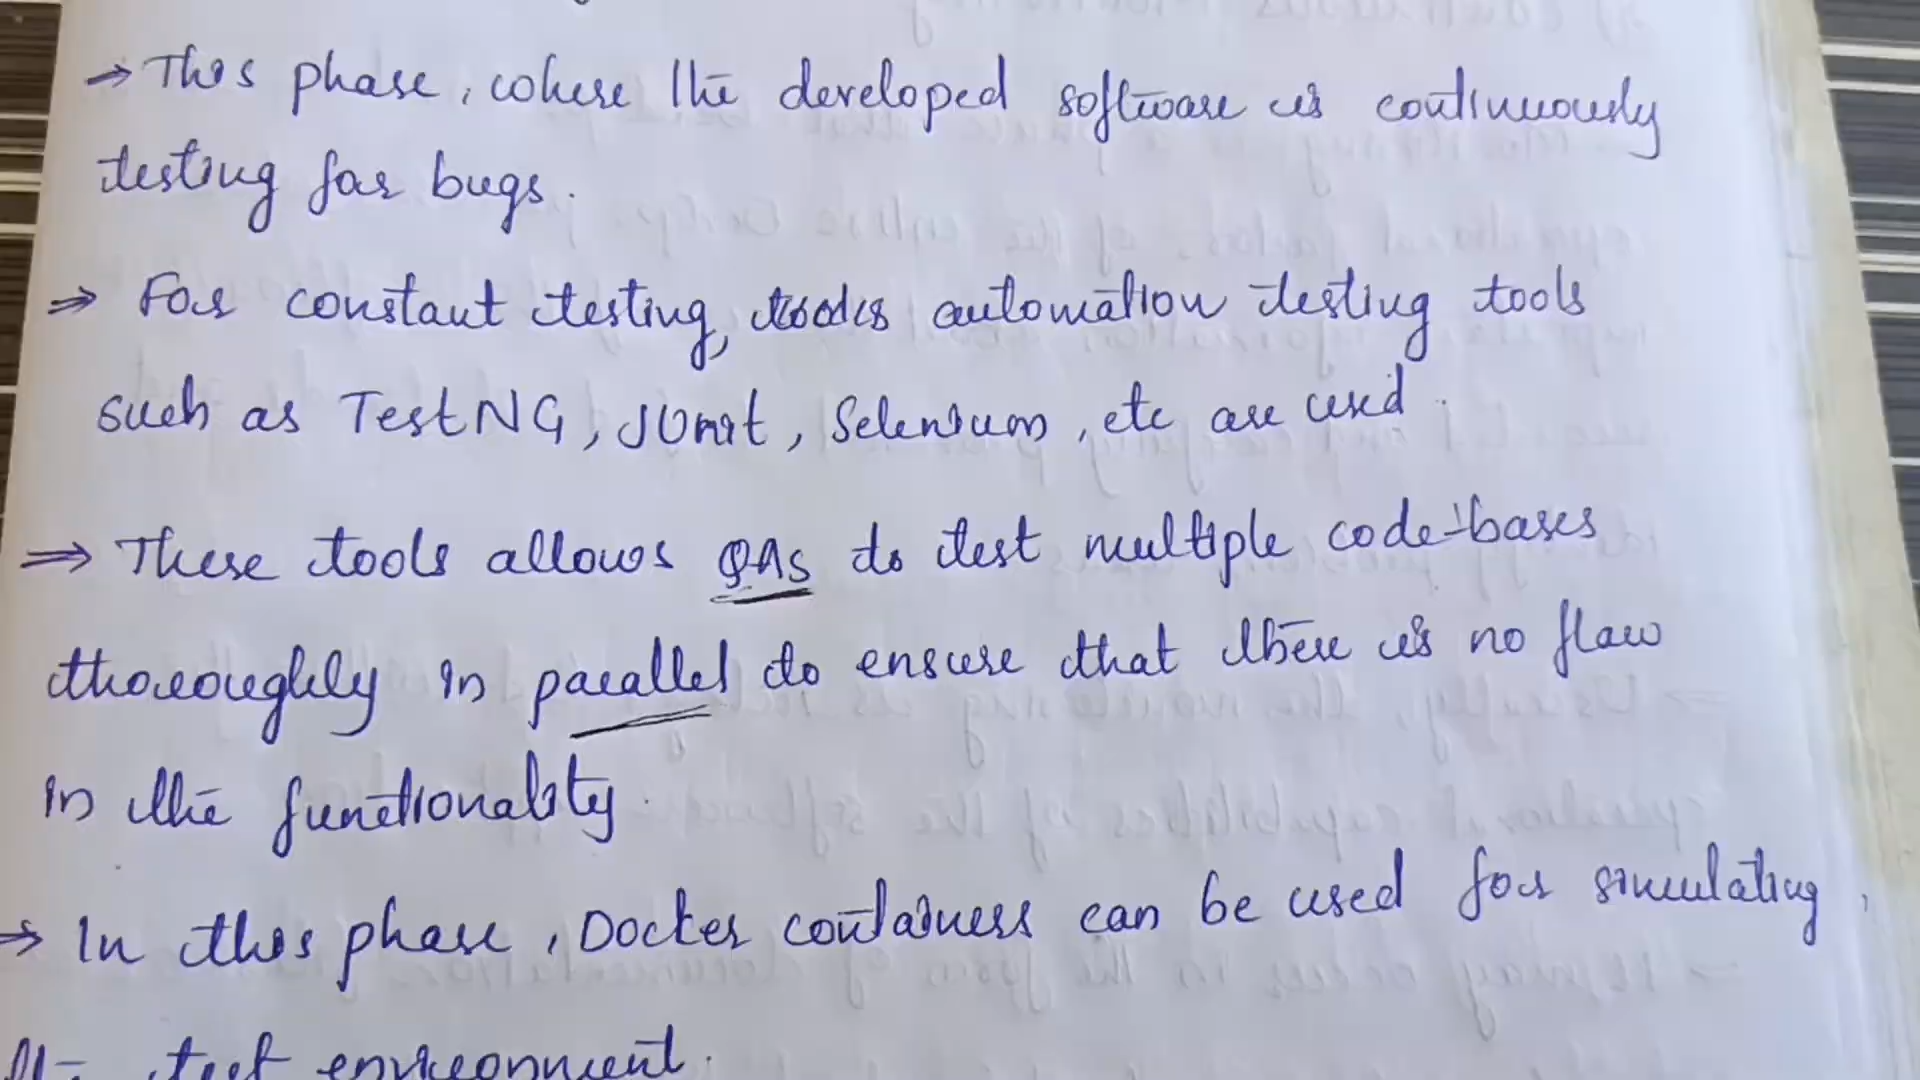 → This phase, where the developed software is continuously
testing for bugs.
⇒ For constant testing, tools automation testing tools
such as TestNG, JUnit, Selenium, etc are used.
⇒ These tools allows QAs to test multiple code-bases
thoroughly in parallel to ensure that there is no flaw
in the functionality.
→ In this phase, Docker containers can be used for simulating,
the test environment.